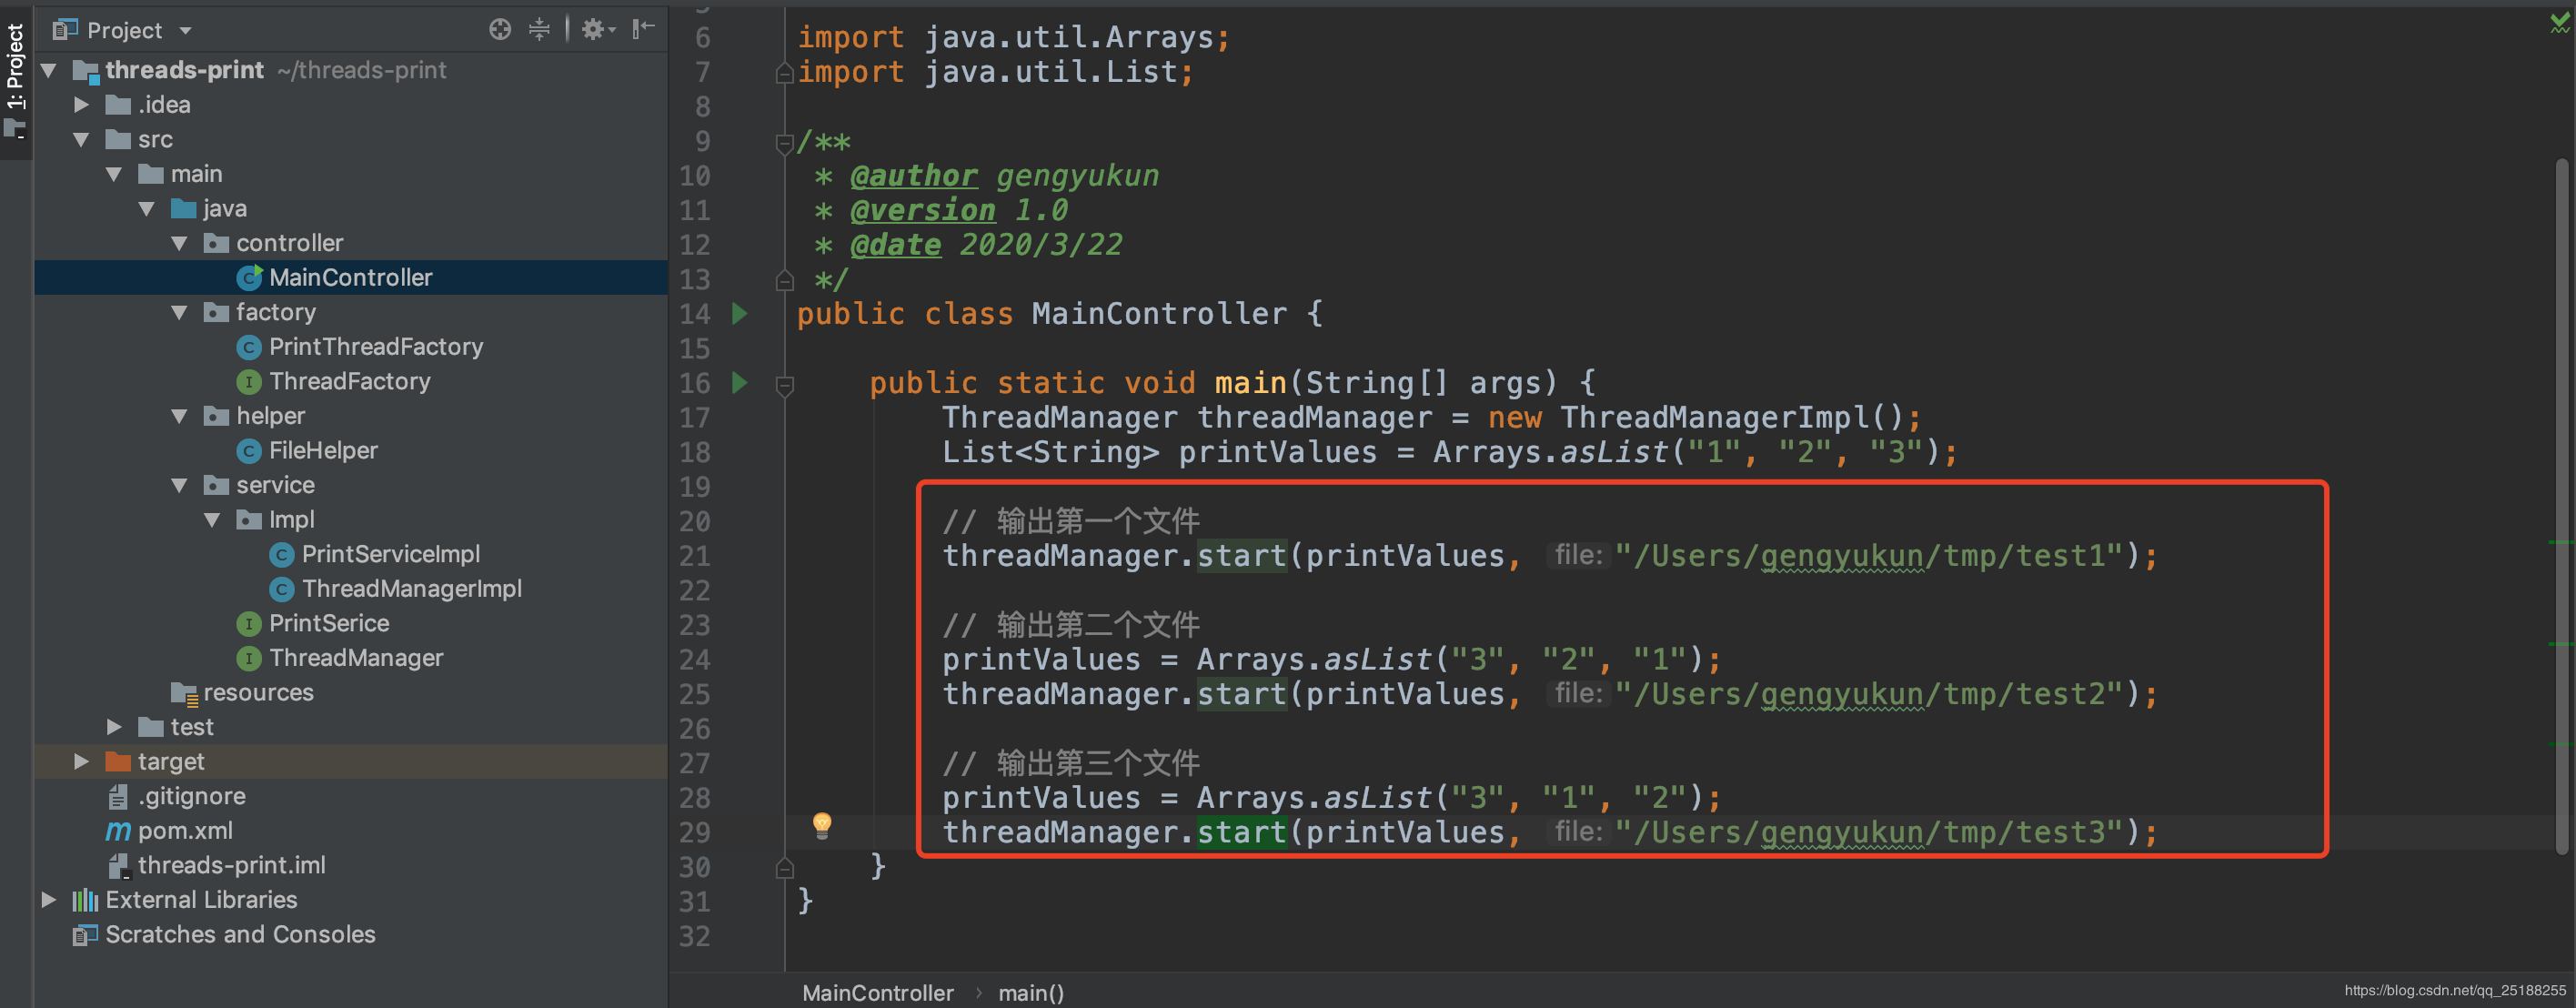 1: Project
Project
threads-print ~/threads-print
.idea
src
main
java
controller
MainController
factory
PrintThreadFactory
ThreadFactory
helper
FileHelper
service
Impl
PrintServiceImpl
ThreadManagerImpl
PrintSerice
ThreadManager
resources
test
target
.gitignore
pom.xml
threads-print.iml
External Libraries
Scratches and Consoles
6 import java.util.Arrays;
7 import java.util.List;
8
9 /**
10 * @author gengyukun
11 * @version 1.0
12 * @date 2020/3/22
13 */
14 public class MainController {
15
16 public static void main(String[] args) {
17 ThreadManager threadManager = new ThreadManagerImpl();
18 List<String> printValues = Arrays.asList("1", "2", "3");
19
20 // 输出第一个文件
21 threadManager.start(printValues, file: "/Users/gengyukun/tmp/test1");
22
23 // 输出第二个文件
24 printValues = Arrays.asList("3", "2", "1");
25 threadManager.start(printValues, file: "/Users/gengyukun/tmp/test2");
26
27 // 输出第三个文件
28 printValues = Arrays.asList("3", "1", "2");
29 threadManager.start(printValues, file: "/Users/gengyukun/tmp/test3");
30 }
31 }
32
MainController › main()
https://blog.csdn.net/qq_25188255